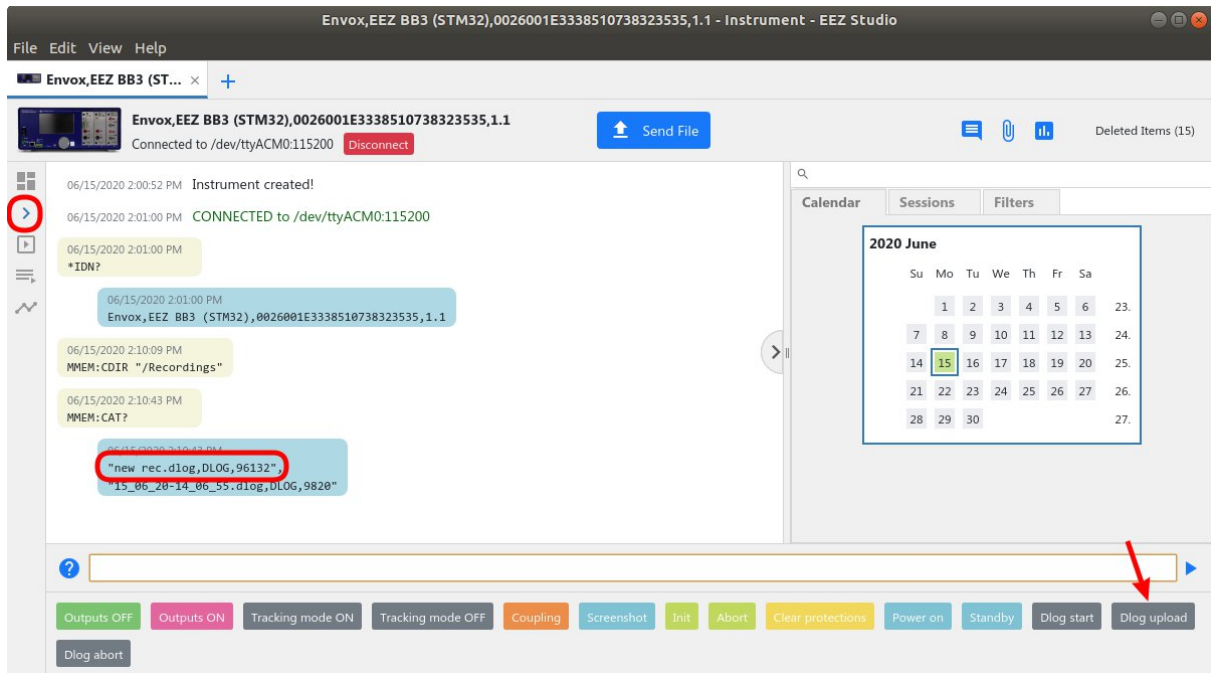 Envox,EEZ BB3 (STM32),0026001E3338510738323535,1.1 - Instrument - EEZ Studio
File Edit View Help
Envox,EEZ BB3 (ST... × +
Envox,EEZ BB3 (STM32),0026001E3338510738323535,1.1
Connected to /dev/ttyACM0:115200 Disconnect
Send File
Deleted Items (15)
06/15/2020 2:00:52 PM Instrument created!
06/15/2020 2:01:00 PM CONNECTED to /dev/ttyACM0:115200
06/15/2020 2:01:00 PM
*IDN?
06/15/2020 2:01:00 PM
Envox,EEZ BB3 (STM32),0026001E3338510738323535,1.1
06/15/2020 2:10:09 PM
MMEM:CDIR "/Recordings"
06/15/2020 2:10:43 PM
MMEM:CAT?
06/15/2020 2:10:43 PM
"new rec.dlog,DLOG,96132",
"15_06_20-14_06_55.dlog,DLOG,9820"
Calendar Sessions Filters
2020 June
Su Mo Tu We Th Fr Sa
1 2 3 4 5 6 23.
7 8 9 10 11 12 13 24.
14 15 16 17 18 19 20 25.
21 22 23 24 25 26 27 26.
28 29 30 27.
?
Outputs OFF Outputs ON Tracking mode ON Tracking mode OFF Coupling Screenshot Init Abort Clear protections Power on Standby Dlog start Dlog upload
Dlog abort